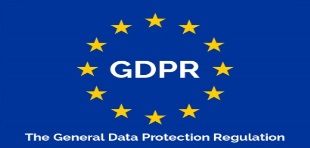 GDPR
The General Data Protection Regulation